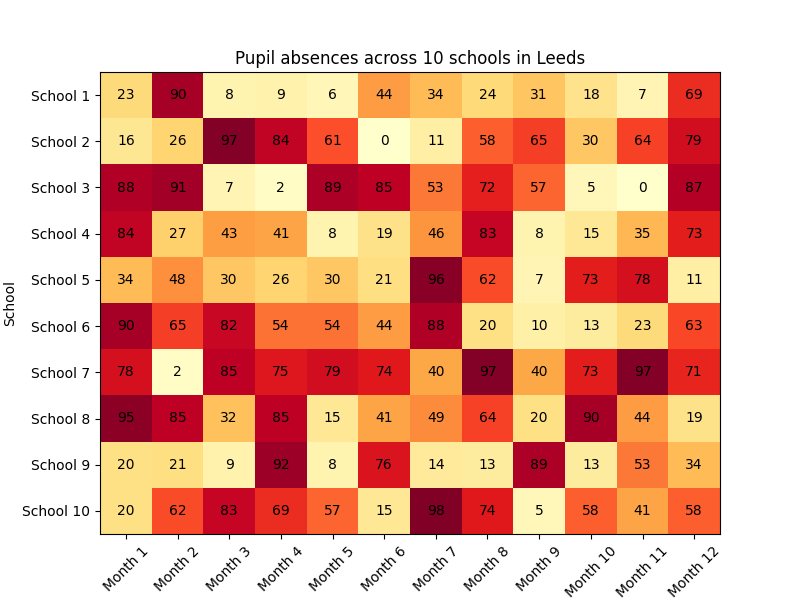 Pupil absences across 10 schools in Leeds
School
School 1 23 90 8 9 6 44 34 24 31 18 7 69
School 2 16 26 97 84 61 0 11 58 65 30 64 79
School 3 88 91 7 2 89 85 53 72 57 5 0 87
School 4 84 27 43 41 8 19 46 83 8 15 35 73
School 5 34 48 30 26 30 21 96 62 7 73 78 11
School 6 90 65 82 54 54 44 88 20 10 13 23 63
School 7 78 2 85 75 79 74 40 97 40 73 97 71
School 8 95 85 32 85 15 41 49 64 20 90 44 19
School 9 20 21 9 92 8 76 14 13 89 13 53 34
School 10 20 62 83 69 57 15 98 74 5 58 41 58
Month 1 Month 2 Month 3 Month 4 Month 5 Month 6 Month 7 Month 8 Month 9 Month 10 Month 11 Month 12